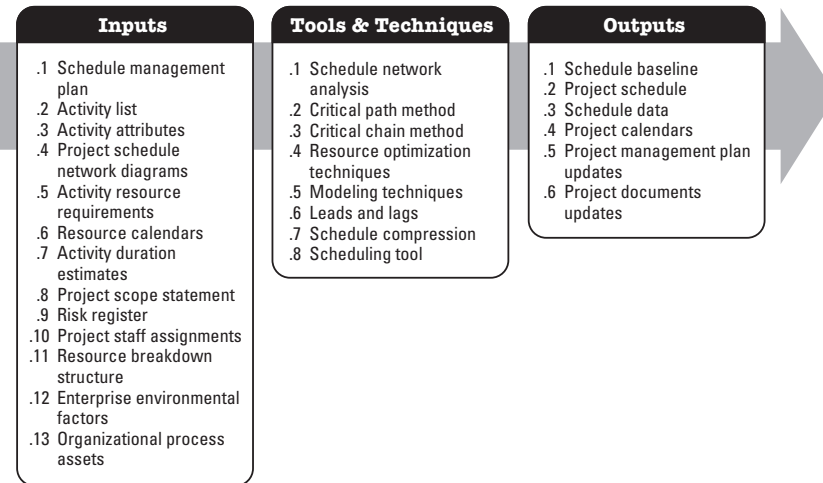 Inputs
.1 Schedule management
plan
.2 Activity list
.3 Activity attributes
.4 Project schedule
network diagrams
.5 Activity resource
requirements
.6 Resource calendars
.7 Activity duration
estimates
.8 Project scope statement
.9 Risk register
.10 Project staff assignments
.11 Resource breakdown
structure
.12 Enterprise environmental
factors
.13 Organizational process
assets
Tools & Techniques
.1 Schedule network
analysis
.2 Critical path method
.3 Critical chain method
.4 Resource optimization
techniques
.5 Modeling techniques
.6 Leads and lags
.7 Schedule compression
.8 Scheduling tool
Outputs
.1 Schedule baseline
.2 Project schedule
.3 Schedule data
.4 Project calendars
.5 Project management plan
updates
.6 Project documents
updates